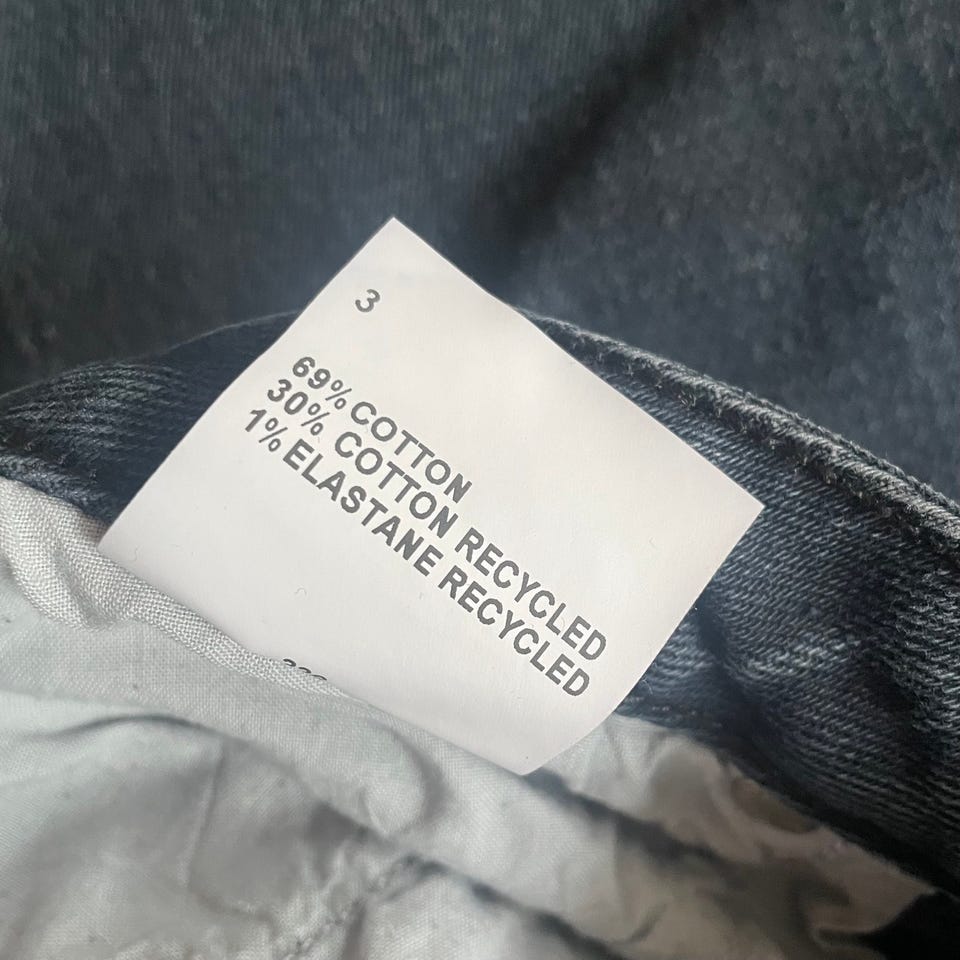 3
69% COTTON
30% COTTON RECYCLED
1% ELASTANE RECYCLED